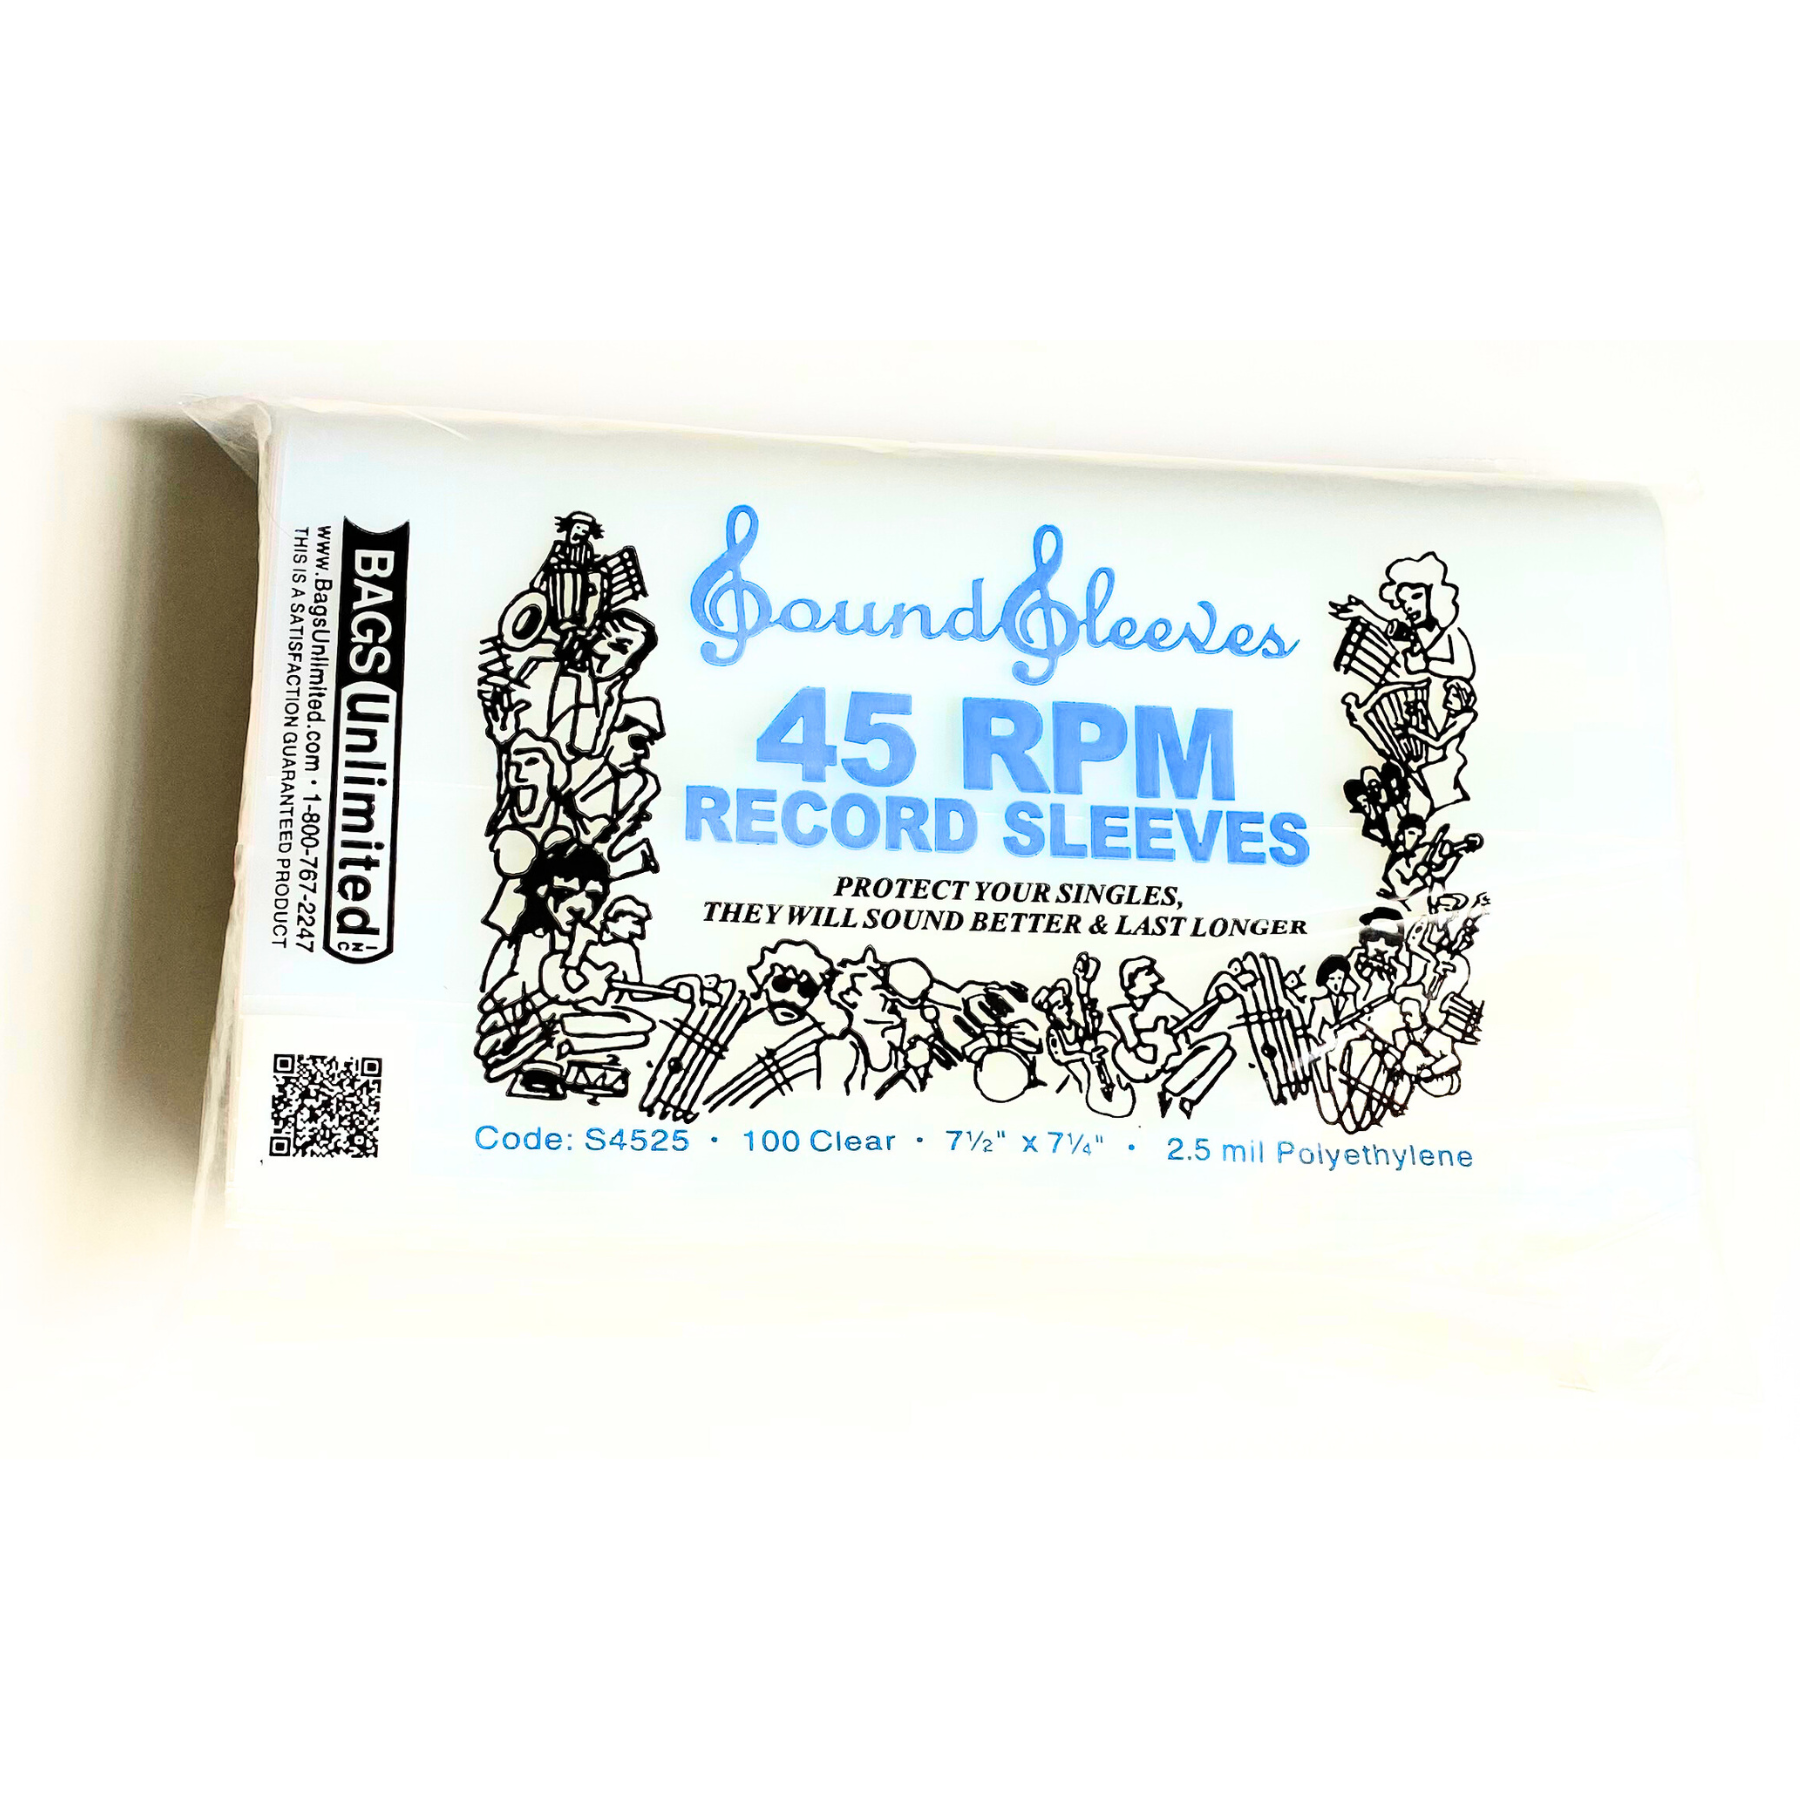 SoundSleeves
45 RPM
RECORD SLEEVES
PROTECT YOUR SINGLES,
THEY WILL SOUND BETTER & LAST LONGER
Code: S4525 • 100 Clear • 7½" x 7¼" • 2.5 mil Polyethylene
BAGS Unlimited INC
www.BagsUnlimited.com • 1-800-767-2247
THIS IS A SATISFACTION GUARANTEED PRODUCT